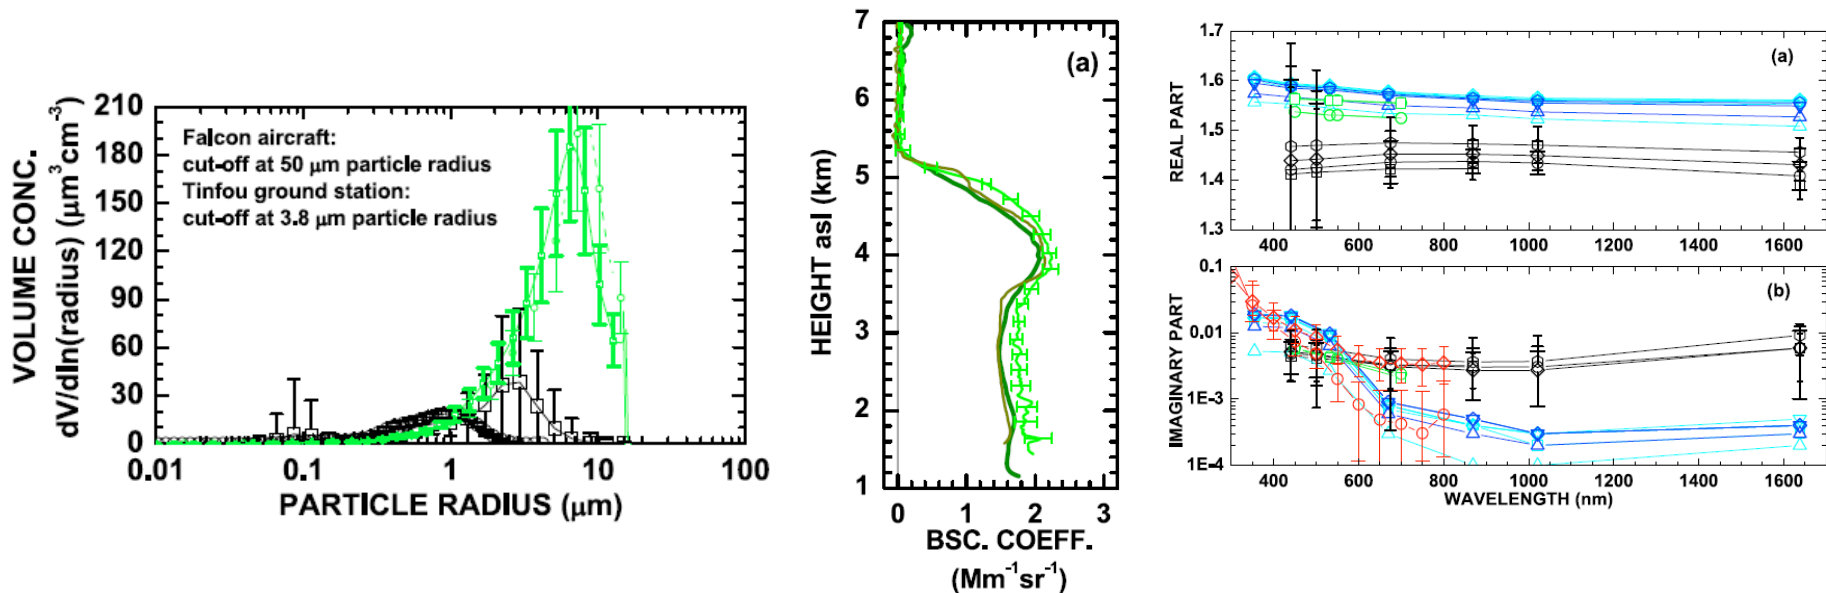 VOLUME CONC.
dV/dln(radius) (μm³cm⁻³)
210
180
150
120
90
60
30
0
Falcon aircraft:
cut-off at 50 μm particle radius
Tinfou ground station:
cut-off at 3.8 μm particle radius
0.01
0.1
1
10
100
PARTICLE RADIUS (μm)
HEIGHT asl (km)
7
6
5
4
3
2
1
(a)
0
1
2
3
BSC. COEFF.
(Mm⁻¹sr⁻¹)
REAL PART
1.7
1.6
1.5
1.4
1.3
(a)
400
600
800
1000
1200
1400
1600
IMAGINARY PART
0.1
0.01
1E-3
1E-4
(b)
400
600
800
1000
1200
1400
1600
WAVELENGTH (nm)